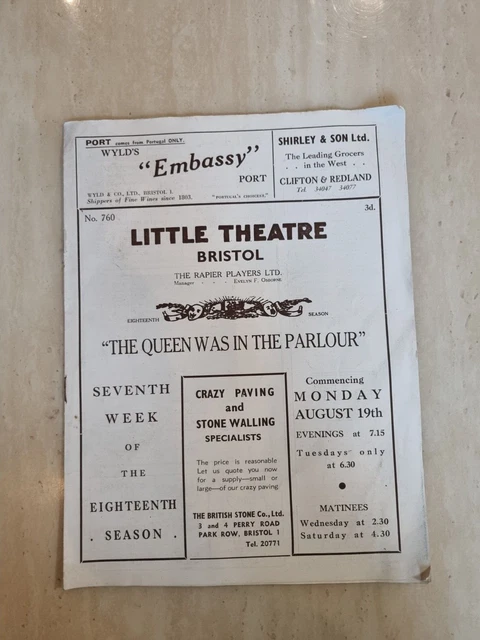 PORT comes from Portugal ONLY.
WYLD'S
"Embassy"
PORT
WYLD & CO., LTD., BRISTOL 1.
Shippers of Fine Wines since 1803.
"PORTUGAL'S CHOICEST."
SHIRLEY & SON Ltd.
The Leading Grocers
. . in the West . .
CLIFTON & REDLAND
Tel. 34047 34077
No. 760
3d.
LITTLE THEATRE
BRISTOL
THE RAPIER PLAYERS LTD.
Manager . . . Evelyn F. Osborne
EIGHTEENTH SEASON
"THE QUEEN WAS IN THE PARLOUR"
SEVENTH
WEEK
OF
THE
EIGHTEENTH
. SEASON .
CRAZY PAVING
and
STONE WALLING
SPECIALISTS
The price is reasonable
Let us quote you now
for a supply—small or
large—of our crazy paving
THE BRITISH STONE Co., Ltd.
3 and 4 PERRY ROAD
PARK ROW, BRISTOL 1
Tel. 20771
Commencing
MONDAY
AUGUST 19th
EVENINGS at 7.15
Tuesdays only
at 6.30
MATINEES
Wednesday at 2.30
Saturday at 4.30